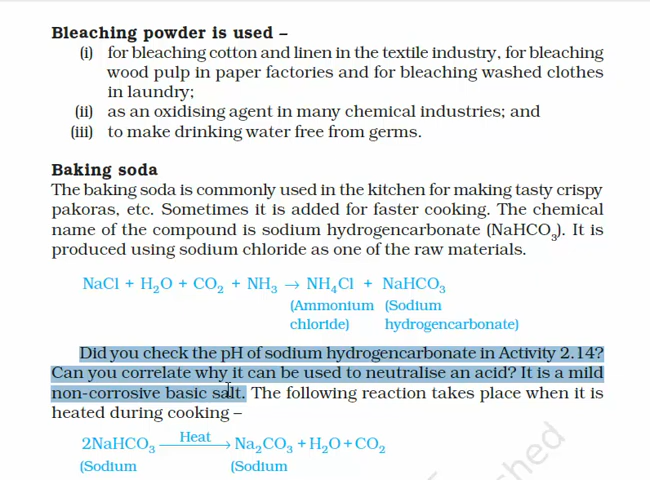 Bleaching powder is used –
(i) for bleaching cotton and linen in the textile industry, for bleaching
wood pulp in paper factories and for bleaching washed clothes
in laundry;
(ii) as an oxidising agent in many chemical industries; and
(iii) to make drinking water free from germs.
Baking soda
The baking soda is commonly used in the kitchen for making tasty crispy
pakoras, etc. Sometimes it is added for faster cooking. The chemical
name of the compound is sodium hydrogencarbonate (NaHCO₃). It is
produced using sodium chloride as one of the raw materials.
NaCl + H₂O + CO₂ + NH₃ → NH₄Cl + NaHCO₃
(Ammonium (Sodium
chloride) hydrogencarbonate)
Did you check the pH of sodium hydrogencarbonate in Activity 2.14?
Can you correlate why it can be used to neutralise an acid? It is a mild
non-corrosive basic salt. The following reaction takes place when it is
heated during cooking –
2NaHCO₃ Heat → Na₂CO₃ + H₂O + CO₂
(Sodium (Sodium